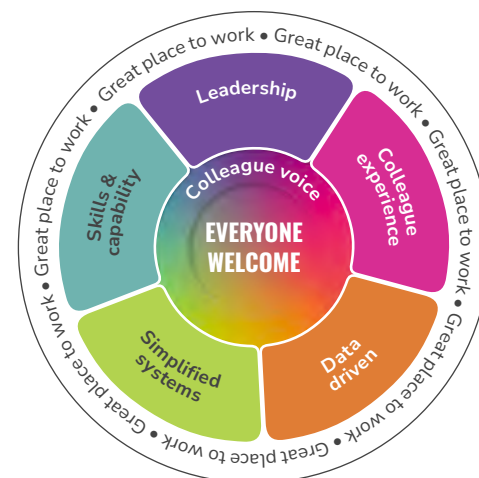 Great place to work • Great place to work • Great place to work • Great place to work • Great place to work • Great place to work • Great place to work •
Leadership
Colleague
experience
Data
driven
Simplified
systems
Skills &
capability
Colleague voice
EVERYONE
WELCOME